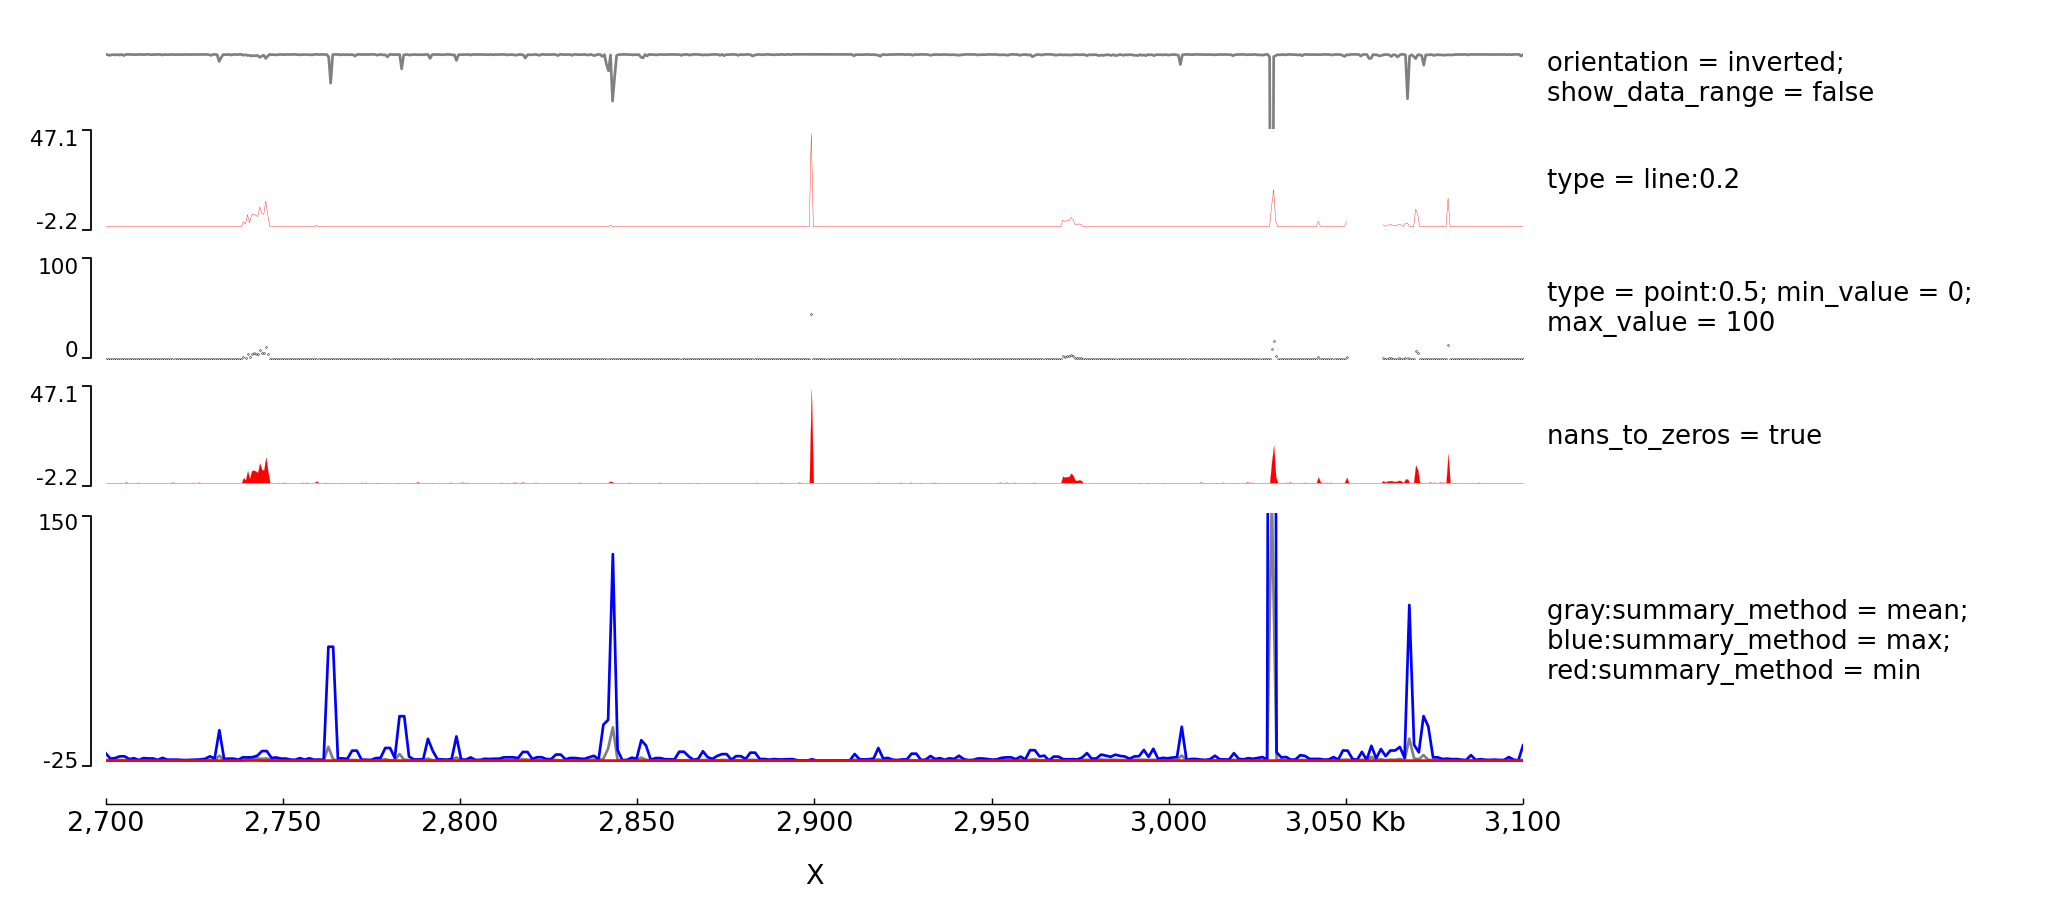 orientation = inverted;
show_data_range = false
47.1
-2.2
type = line:0.2
100
0
type = point:0.5; min_value = 0;
max_value = 100
47.1
-2.2
nans_to_zeros = true
150
-25
gray:summary_method = mean;
blue:summary_method = max;
red:summary_method = min
2,700 2,750 2,800 2,850 2,900 2,950 3,000 3,050 Kb 3,100
X